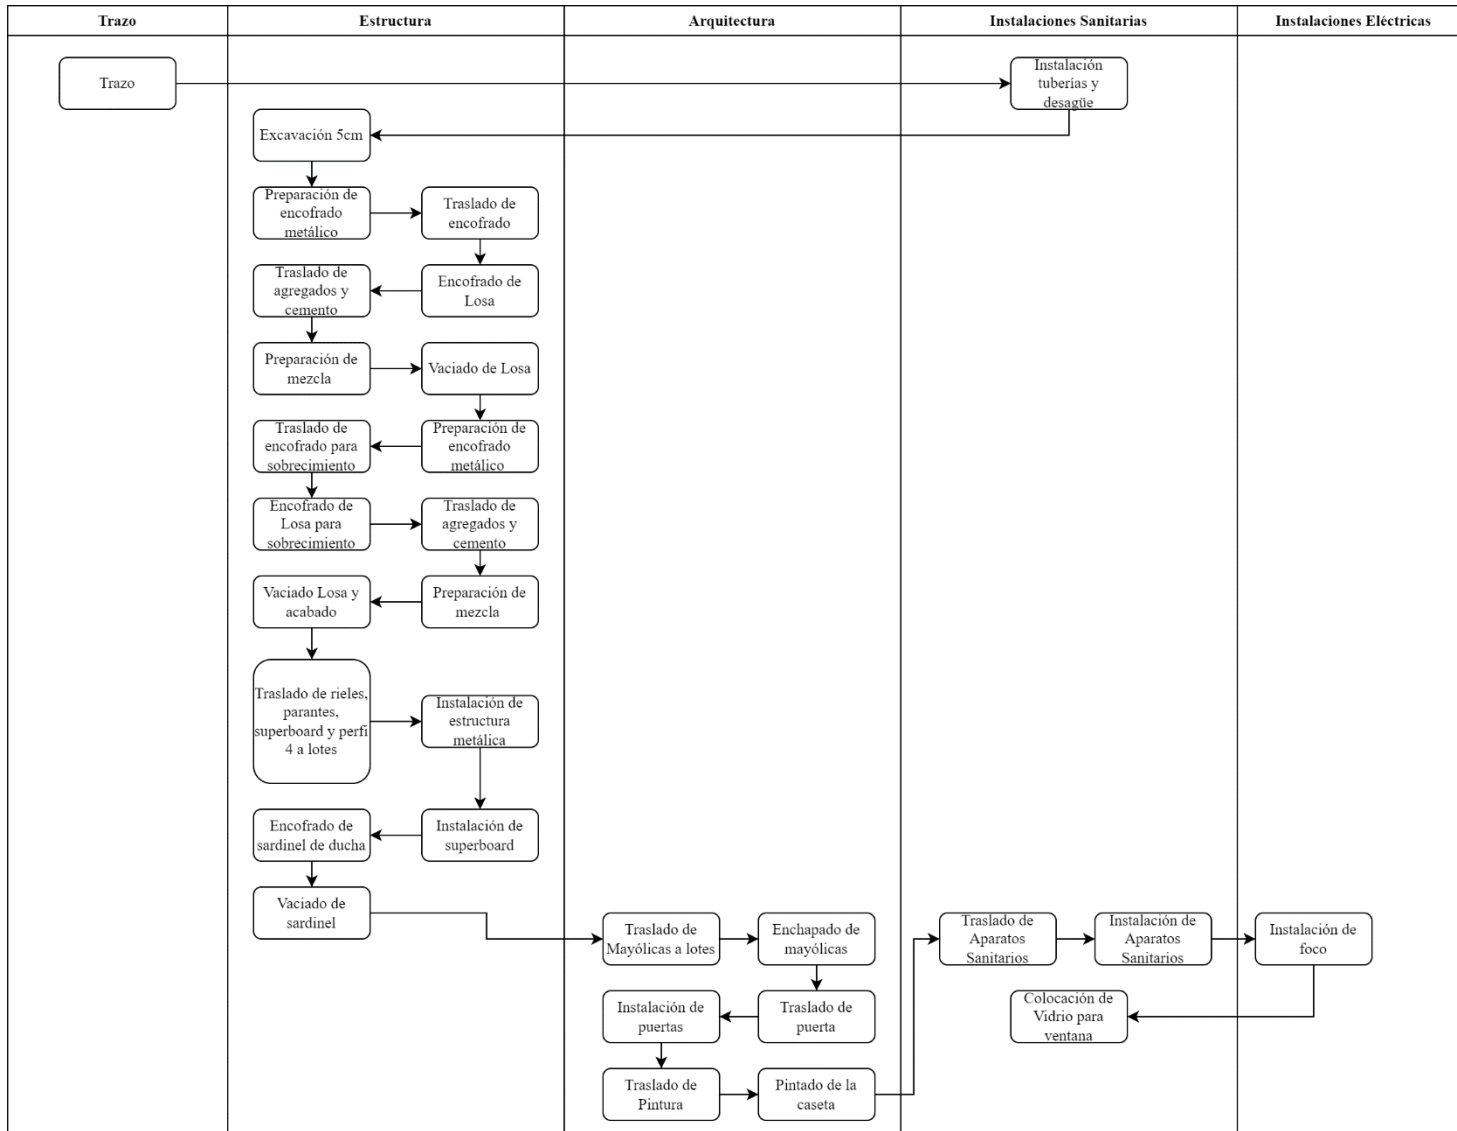 Trazo
Estructura
Arquitectura
Instalaciones Sanitarias
Instalaciones Eléctricas
Trazo
Instalación
tuberías y
desagüe
Excavación 5cm
Preparación de
encofrado
metálico
Traslado de
encofrado
Traslado de
agregados y
cemento
Encofrado de
Losa
Preparación de
mezcla
Vaciado de Losa
Traslado de
encofrado para
sobrecimiento
Preparación de
encofrado
metálico
Encofrado de
Losa para
sobrecimiento
Traslado de
agregados y
cemento
Vaciado Losa y
acabado
Preparación de
mezcla
Traslado de rieles,
parantes,
superboard y perfi
4 a lotes
Instalación de
estructura
metálica
Encofrado de
sardinel de ducha
Instalación de
superboard
Vaciado de
sardinel
Traslado de
Mayólicas a lotes
Enchapado de
mayólicas
Traslado de
Aparatos
Sanitarios
Instalación de
Aparatos
Sanitarios
Instalación de
foco
Instalación de
puertas
Traslado de
puerta
Colocación de
Vidrio para
ventana
Traslado de
Pintura
Pintado de la
caseta